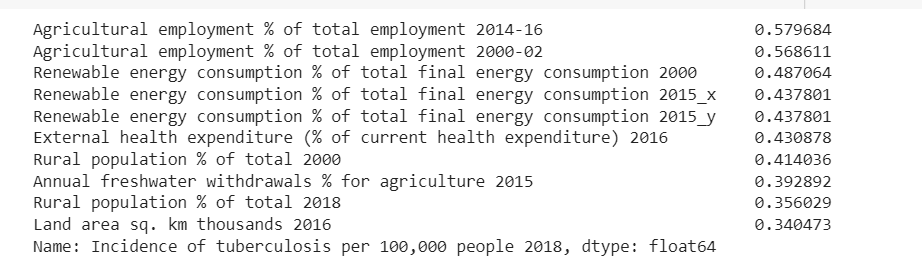 Agricultural employment % of total employment 2014-16 0.579684
Agricultural employment % of total employment 2000-02 0.568611
Renewable energy consumption % of total final energy consumption 2000 0.487064
Renewable energy consumption % of total final energy consumption 2015_x 0.437801
Renewable energy consumption % of total final energy consumption 2015_y 0.437801
External health expenditure (% of current health expenditure) 2016 0.430878
Rural population % of total 2000 0.414036
Annual freshwater withdrawals % for agriculture 2015 0.392892
Rural population % of total 2018 0.356029
Land area sq. km thousands 2016 0.340473
Name: Incidence of tuberculosis per 100,000 people 2018, dtype: float64